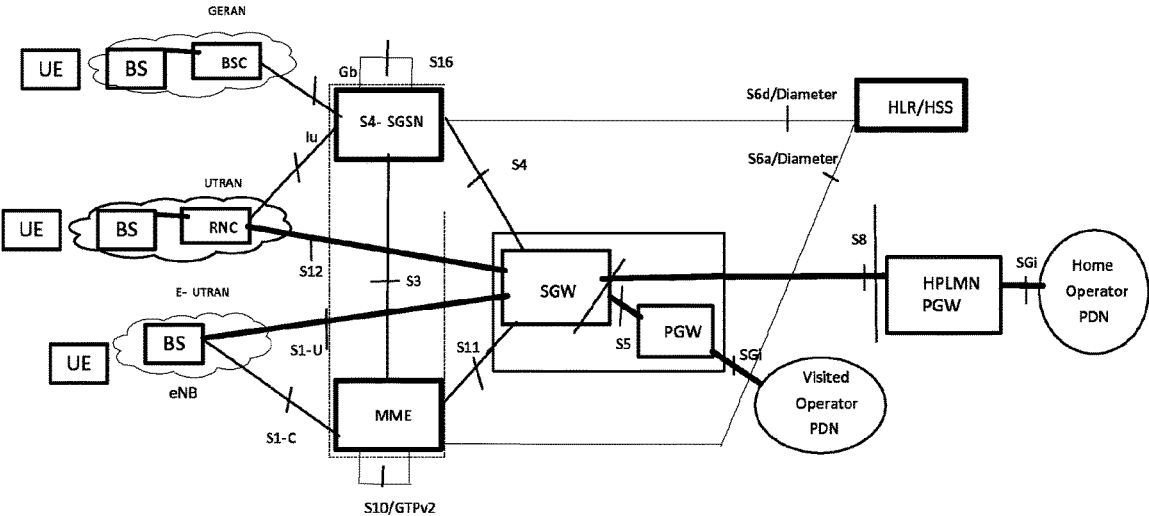 GERAN
UE
BS
BSC
Gb
S16
S4- SGSN
S6d/Diameter
HLR/HSS
Iu
S4
S6a/Diameter
UTRAN
UE
BS
RNC
S12
S3
SGW
S8
HPLMN
PGW
SGi
Home
Operator
PDN
E- UTRAN
BS
UE
eNB
S1-U
S11
S5
PGW
SGi
Visited
Operator
PDN
S1-C
MME
S10/GTPv2